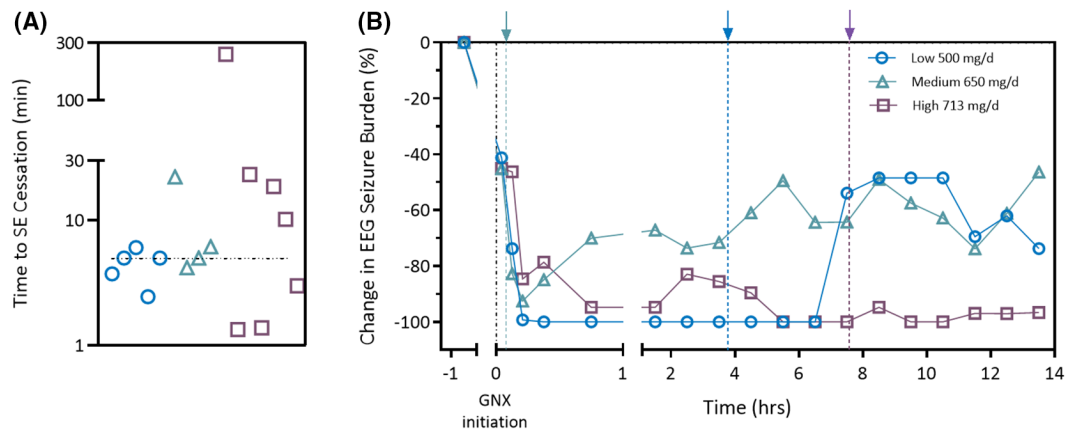 (A)
Time to SE Cessation (min)
300
100
30
10
1
(B)
Change in EEG Seizure Burden (%)
0
-20
-40
-60
-80
-100
Low 500 mg/d
Medium 650 mg/d
High 713 mg/d
-1 0 1 2 4 6 8 10 12 14
GNX
initiation
Time (hrs)